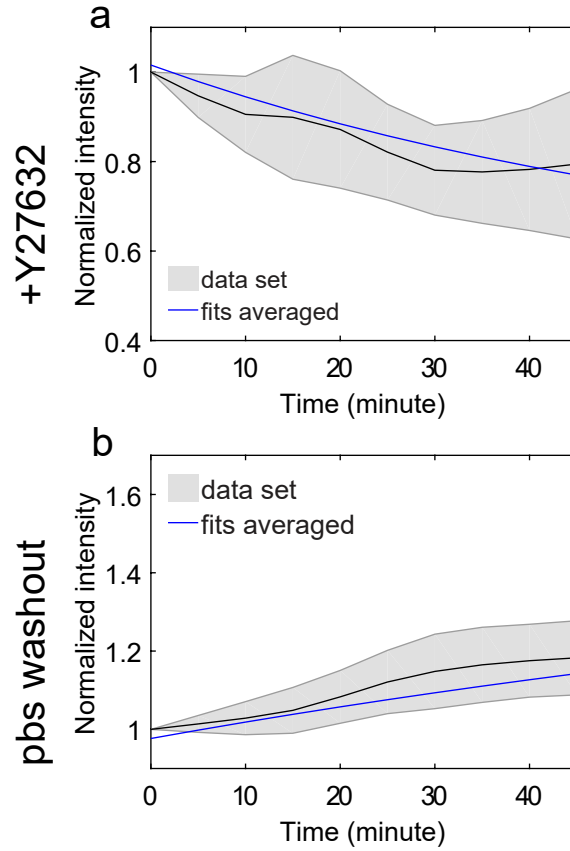 a
+Y27632
Normalized intensity
1
0.8
0.6
0.4
data set
fits averaged
0 10 20 30 40
Time (minute)
b
pbs washout
Normalized intensity
1.6
1.4
1.2
1
data set
fits averaged
0 10 20 30 40
Time (minute)